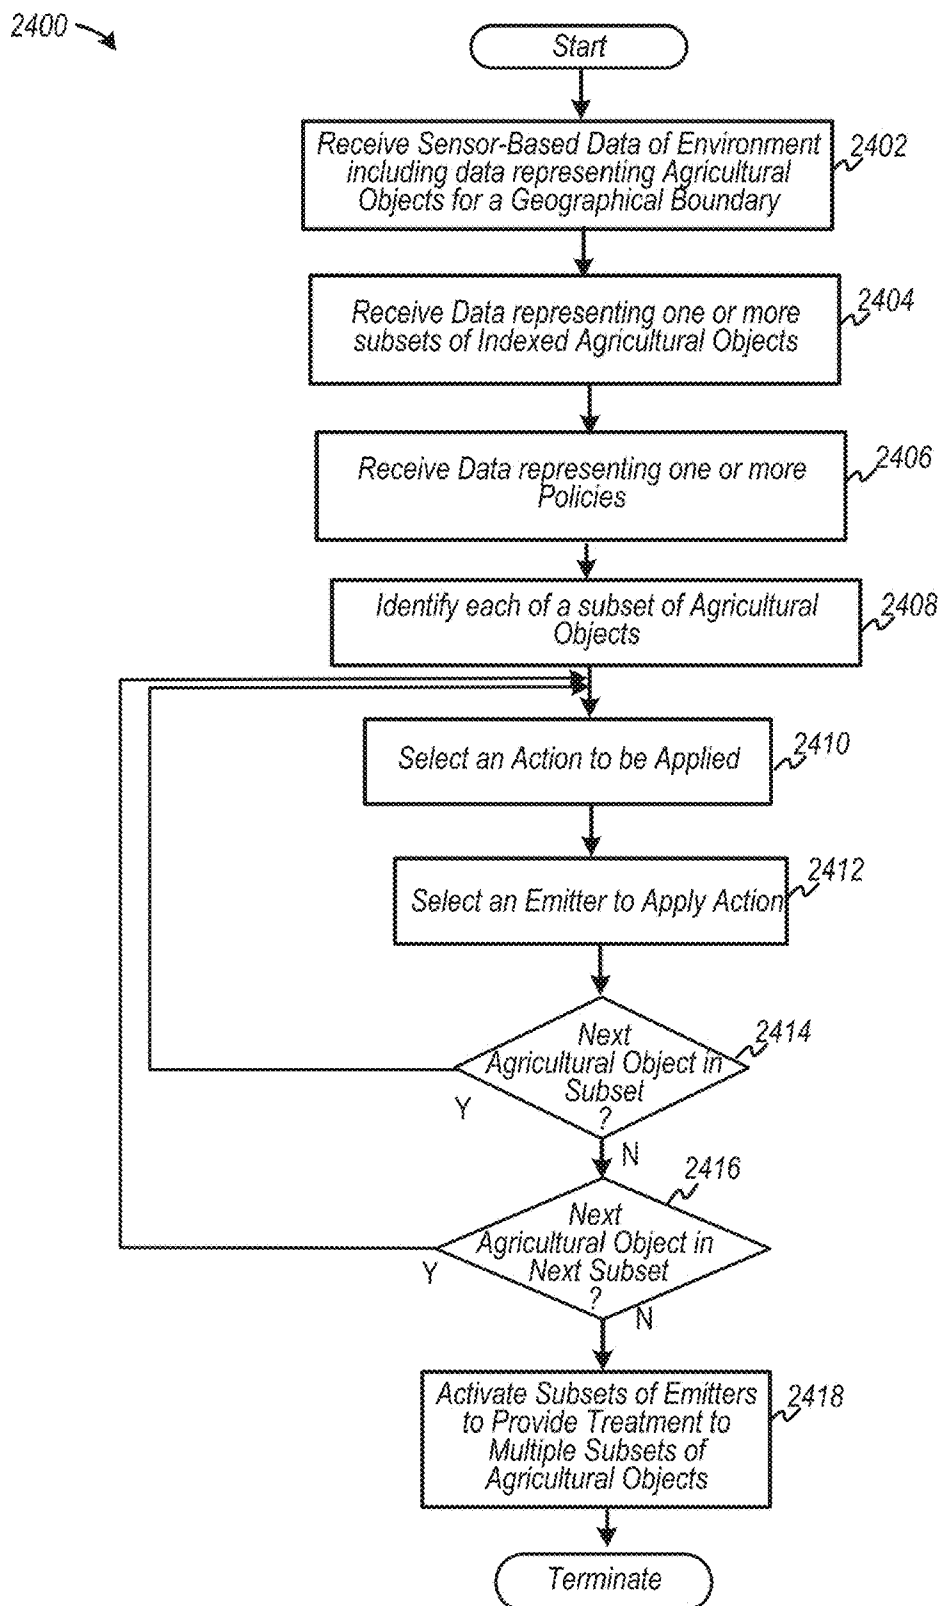 2400
Start
Receive Sensor-Based Data of Environment
including data representing Agricultural
Objects for a Geographical Boundary
2402
Receive Data representing one or more
subsets of Indexed Agricultural Objects
2404
Receive Data representing one or more
Policies
2406
Identify each of a subset of Agricultural
Objects
2408
Select an Action to be Applied
2410
Select an Emitter to Apply Action
2412
Next
Agricultural Object in
Subset
?
2414
Y
N
2416
Next
Agricultural Object in
Next Subset
?
Y
N
Activate Subsets of Emitters
to Provide Treatment to
Multiple Subsets of
Agricultural Objects
2418
Terminate